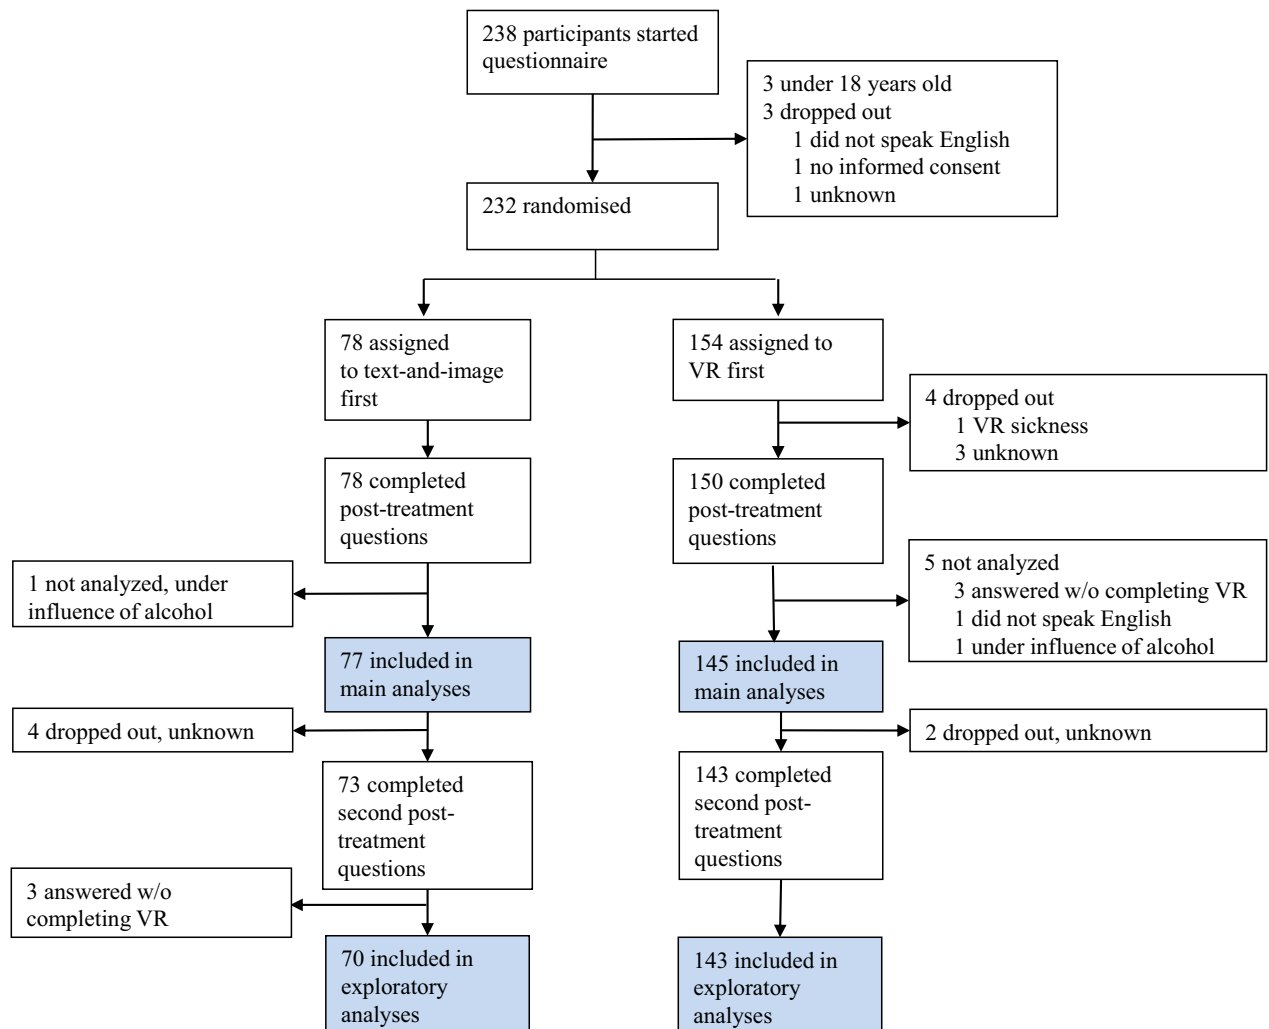 238 participants started
questionnaire
3 under 18 years old
3 dropped out
1 did not speak English
1 no informed consent
1 unknown
232 randomised
78 assigned
to text-and-image
first
154 assigned to
VR first
4 dropped out
1 VR sickness
3 unknown
78 completed
post-treatment
questions
150 completed
post-treatment
questions
1 not analyzed, under
influence of alcohol
5 not analyzed
3 answered w/o completing VR
1 did not speak English
1 under influence of alcohol
77 included in
main analyses
145 included in
main analyses
4 dropped out, unknown
2 dropped out, unknown
73 completed
second post-
treatment
questions
143 completed
second post-
treatment
questions
3 answered w/o
completing VR
70 included in
exploratory
analyses
143 included in
exploratory
analyses